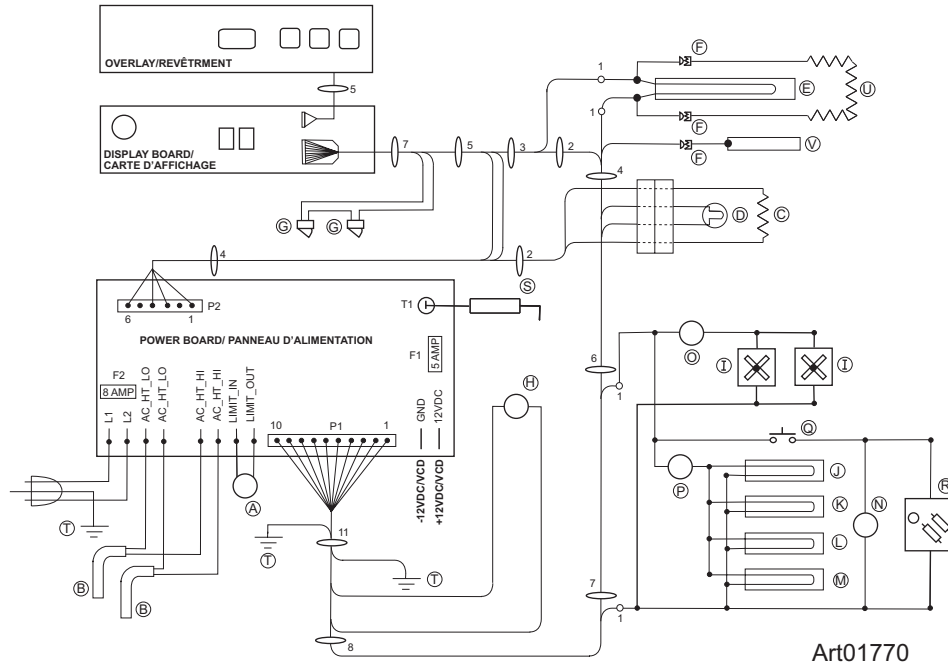 OVERLAY/REVÊTRMENT
5
DISPLAY BOARD/
CARTE D'AFFICHAGE
7
5
3
2
1
1
4
F
E
U
F
F
V
D
C
G
G
4
2
S
6
1
P2
T1
POWER BOARD/ PANNEAU D'ALIMENTATION
F1
5 AMP
F2
8 AMP
L1
L2
AC_HT_LO
AC_HT_LO
AC_HT_HI
AC_HT_HI
LIMIT_IN
LIMIT_OUT
10
P1
1
GND
12VDC
-12VDC/VCD
+12VDC/VCD
H
6
1
O
I
I
Q
P
J
K
L
M
N
R
T
A
B
B
T
11
T
8
7
1
Art01770